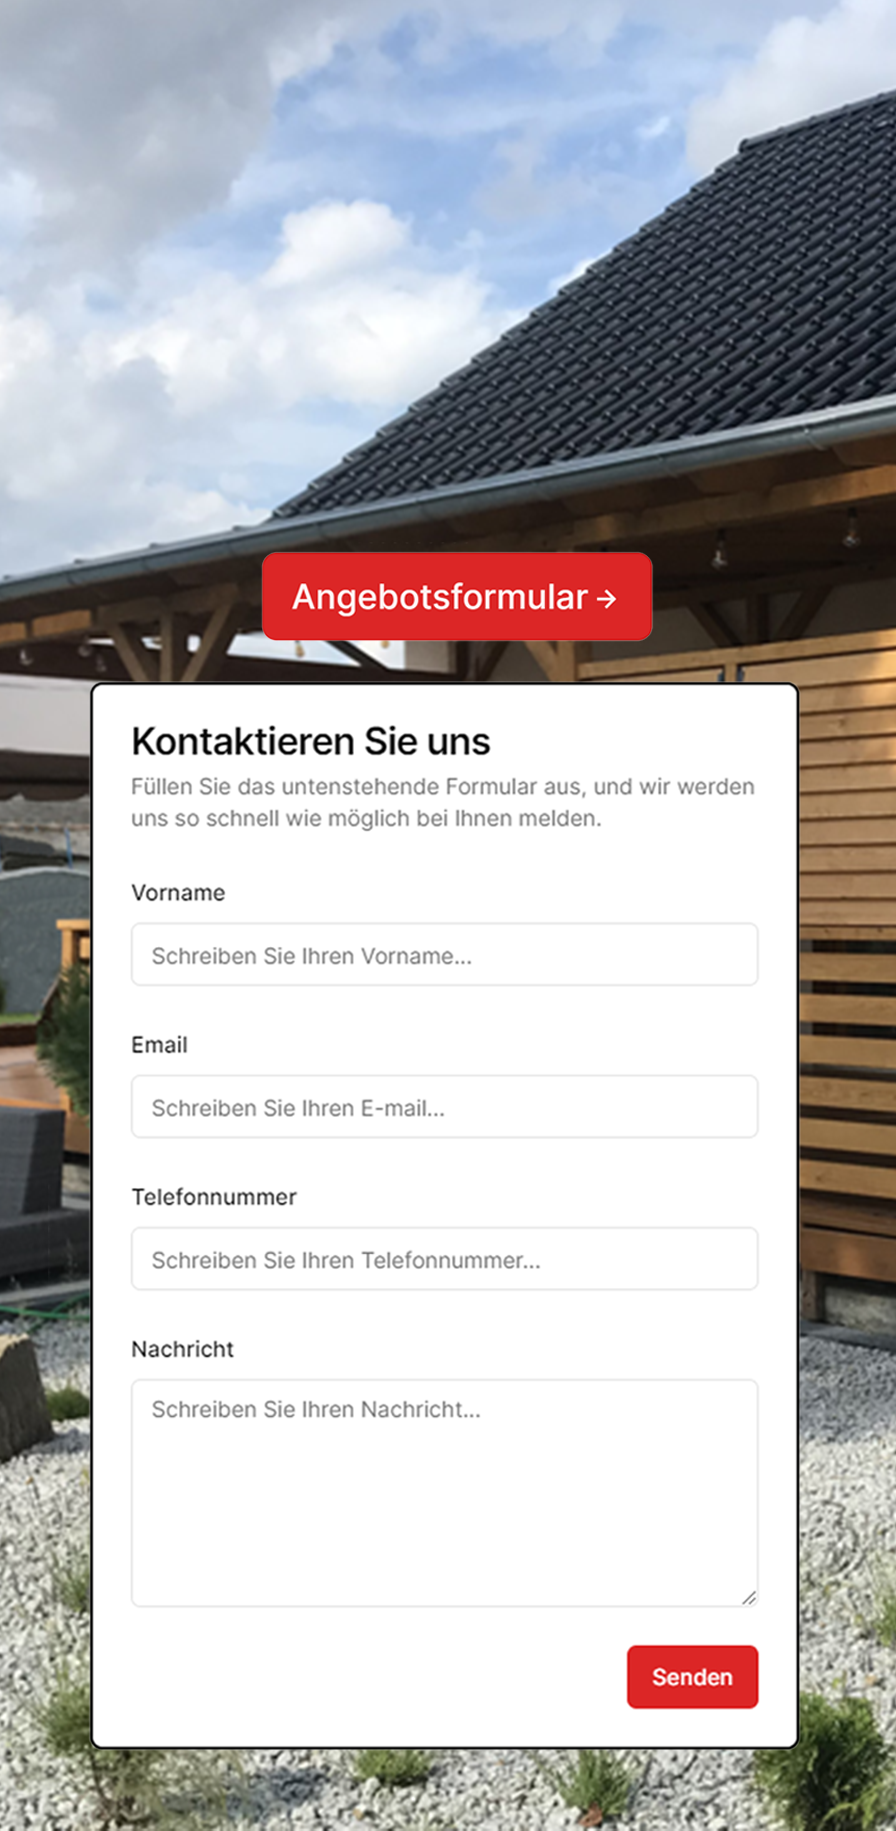 Angebotsformular →
Kontaktieren Sie uns
Füllen Sie das untenstehende Formular aus, und wir werden
uns so schnell wie möglich bei Ihnen melden.
Vorname
Schreiben Sie Ihren Vorname...
Email
Schreiben Sie Ihren E-mail...
Telefonnummer
Schreiben Sie Ihren Telefonnummer...
Nachricht
Schreiben Sie Ihren Nachricht...
Senden